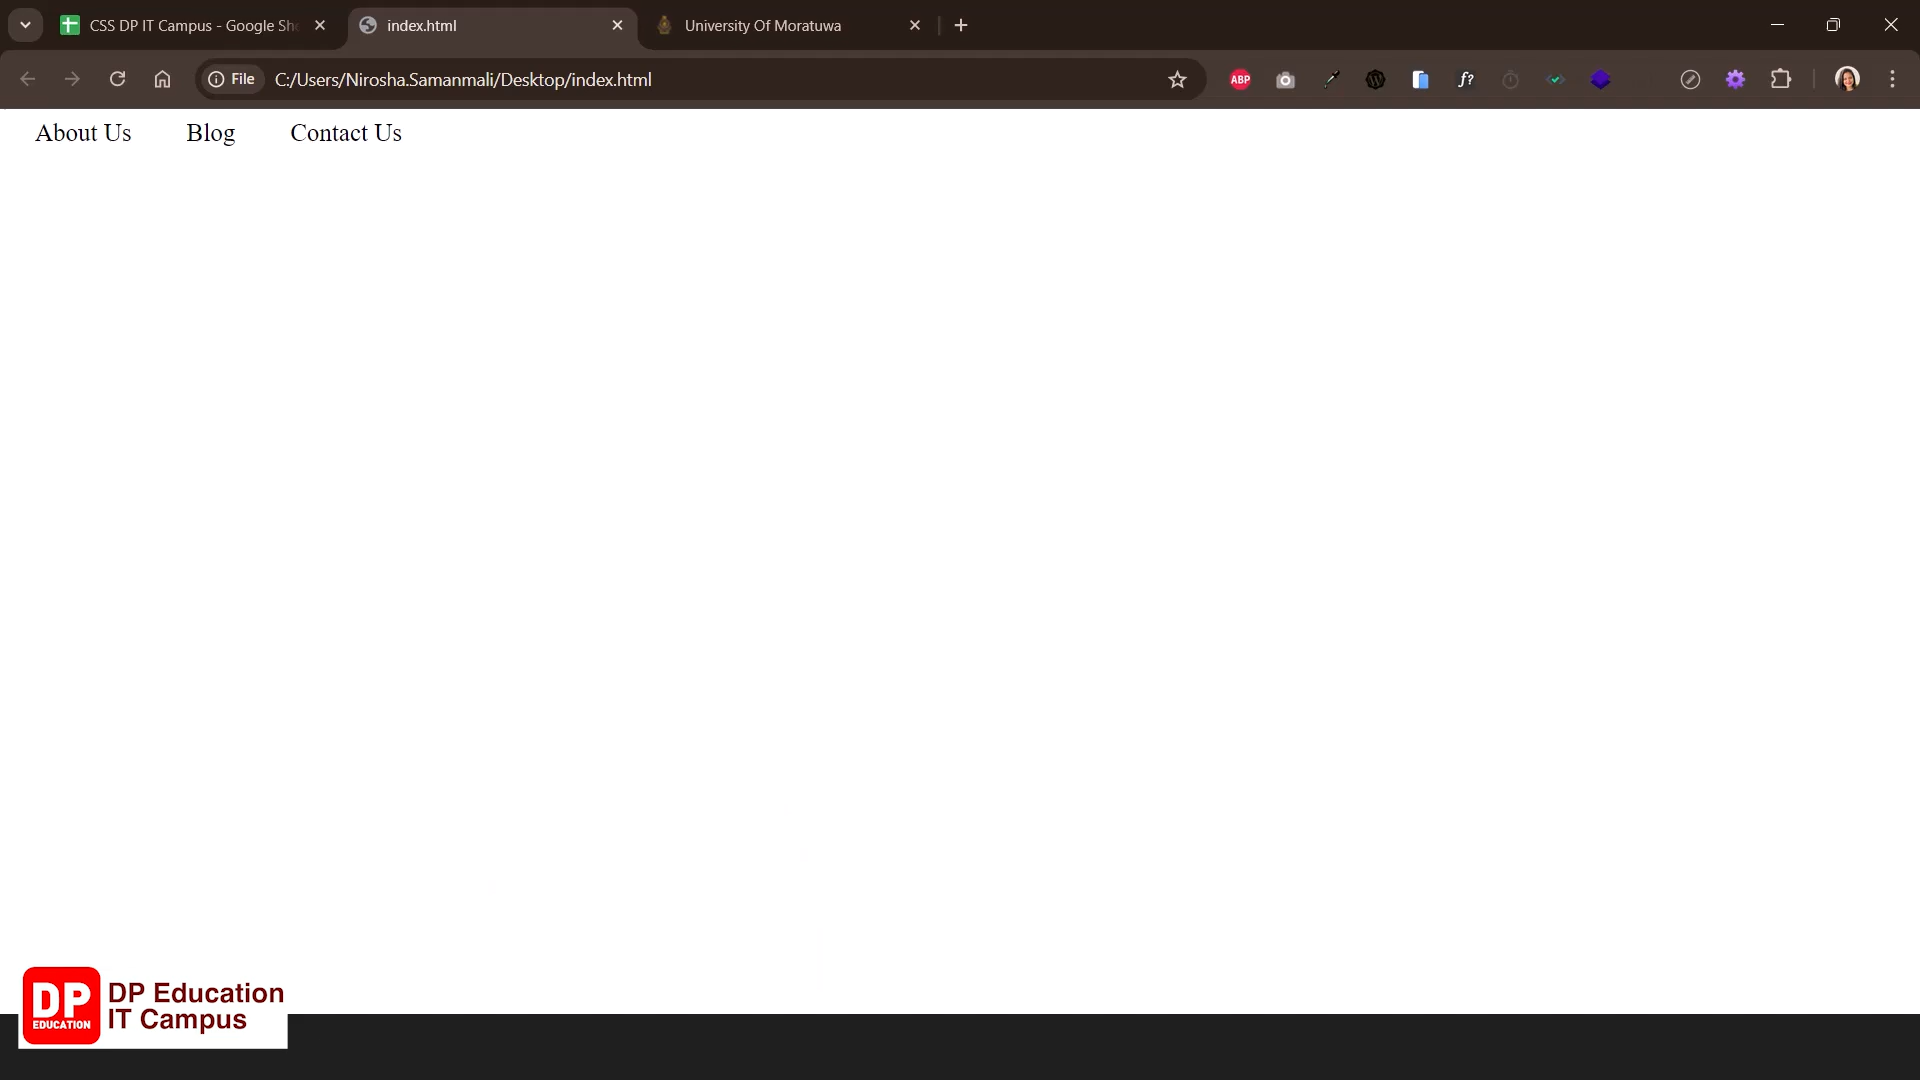 CSS DP IT Campus - Google She
index.html
University Of Moratuwa
File
C:/Users/Nirosha.Samanmali/Desktop/index.html
ABP
f?
About Us
Blog
Contact Us
DP
EDUCATION
DP Education
IT Campus